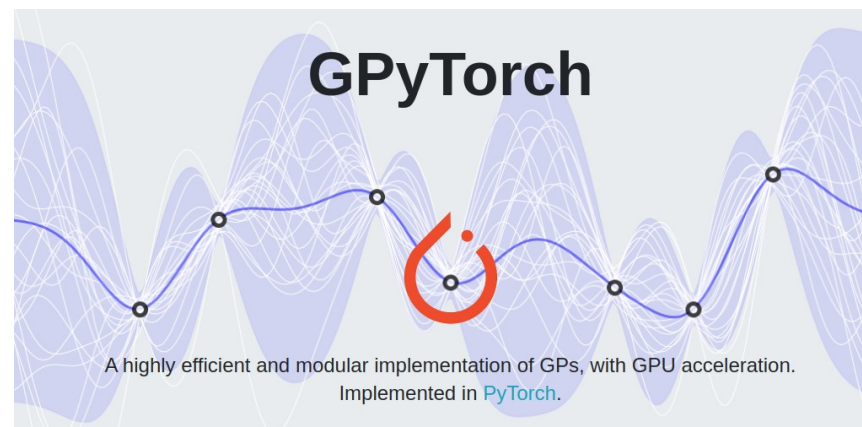 GPyTorch
A highly efficient and modular implementation of GPs, with GPU acceleration.
Implemented in PyTorch.